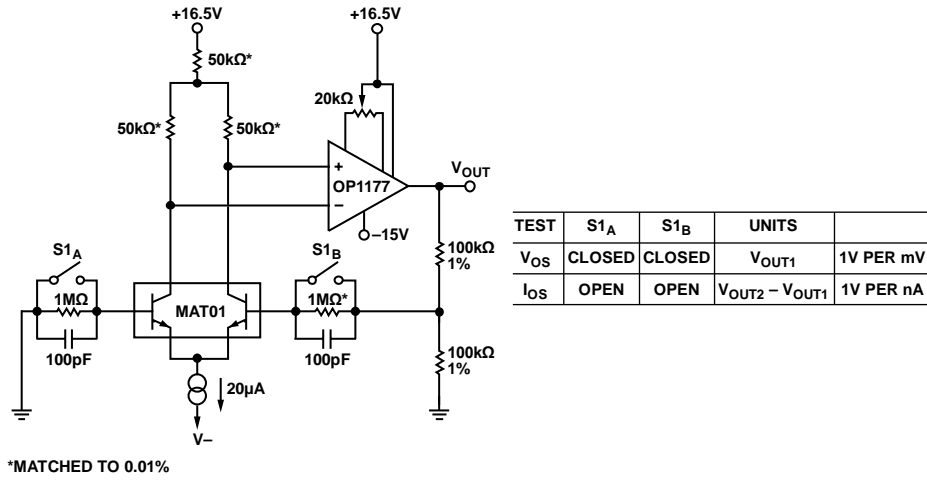 +16.5V
+16.5V
50kΩ*
20kΩ
50kΩ*
50kΩ*
+
OP1177
VOUT
–
–15V
S1A
S1B
100kΩ
1%
1MΩ
MAT01
1MΩ*
100pF
100pF
100kΩ
1%
20µA
V–
*MATCHED TO 0.01%
TEST S1A S1B UNITS
VOS CLOSED CLOSED VOUT1 1V PER mV
IOS OPEN OPEN VOUT2 – VOUT1 1V PER nA